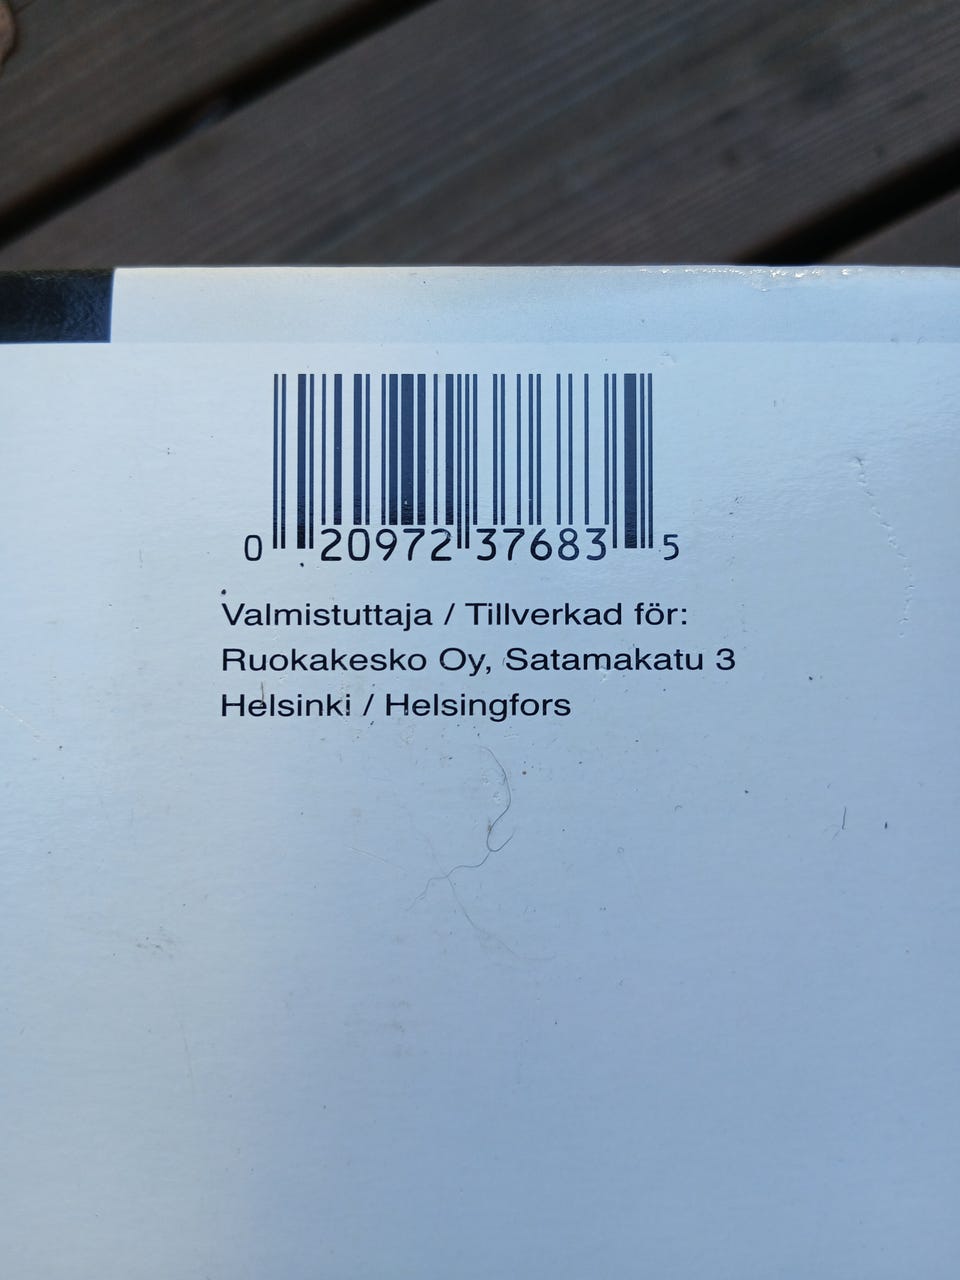 0 20972 37683 5
Valmistuttaja / Tillverkad för:
Ruokakesko Oy, Satamakatu 3
Helsinki / Helsingfors